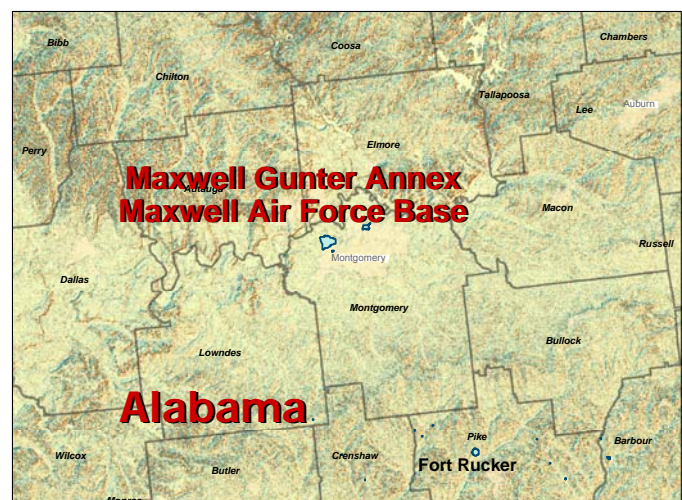 Bibb
Coosa
Chambers
Chilton
Tallapoosa
Lee
Auburn
Perry
Elmore
Maxwell Gunter Annex
Autauga
Maxwell Air Force Base
Macon
Russell
Montgomery
Dallas
Montgomery
Bullock
Lowndes
Alabama
Pike
Barbour
Wilcox
Crenshaw
Fort Rucker
Butler
Monroe